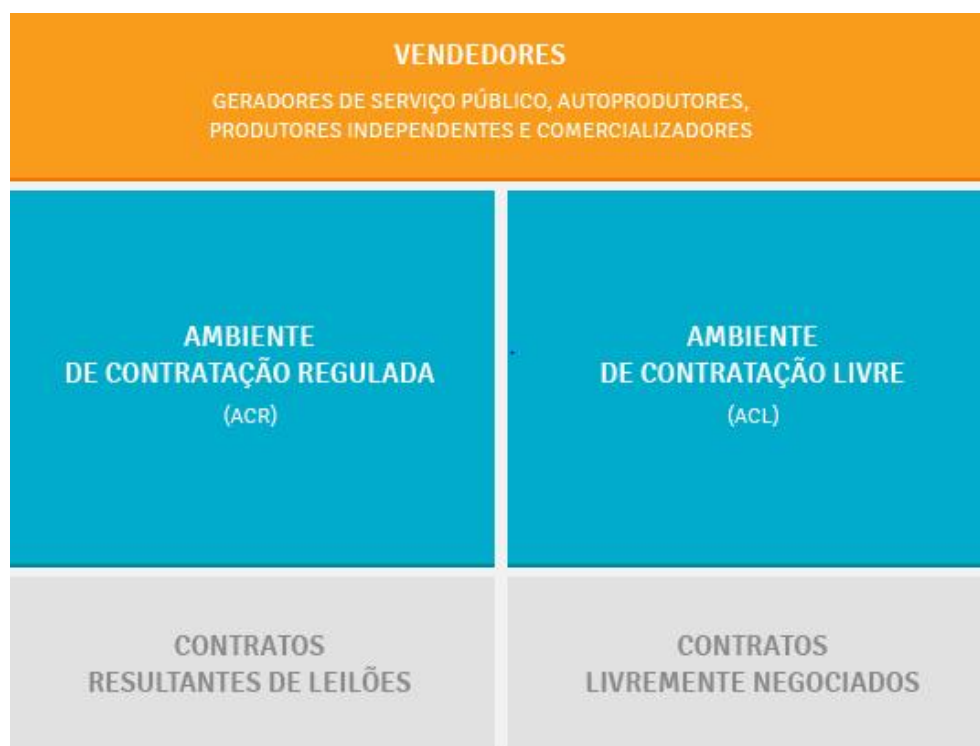 VENDEDORES
GERADORES DE SERVIÇO PÚBLICO, AUTOPRODUTORES,
PRODUTORES INDEPENDENTES E COMERCIALIZADORES
AMBIENTE
DE CONTRATAÇÃO REGULADA
(ACR)
AMBIENTE
DE CONTRATAÇÃO LIVRE
(ACL)
CONTRATOS
RESULTANTES DE LEILÕES
CONTRATOS
LIVREMENTE NEGOCIADOS